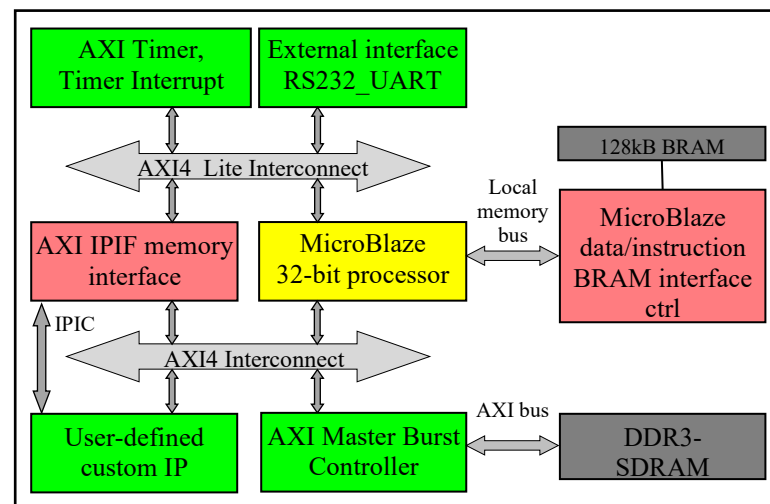 AXI Timer,
Timer Interrupt
External interface
RS232_UART
128kB BRAM
AXI4 Lite Interconnect
Local
memory
bus
AXI IPIF memory
interface
MicroBlaze
32-bit processor
MicroBlaze
data/instruction
BRAM interface
ctrl
IPIC
AXI4 Interconnect
User-defined
custom IP
AXI Master Burst
Controller
AXI bus
DDR3-
SDRAM